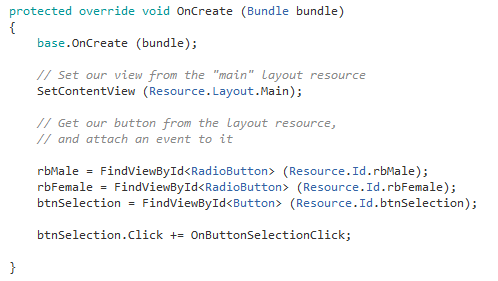 protected override void OnCreate (Bundle bundle)
{
    base.OnCreate (bundle);
    // Set our view from the "main" layout resource
    SetContentView (Resource.Layout.Main);
    // Get our button from the layout resource,
    // and attach an event to it
    rbMale = FindViewById<RadioButton> (Resource.Id.rbMale);
    rbFemale = FindViewById<RadioButton> (Resource.Id.rbFemale);
    btnSelection = FindViewById<Button> (Resource.Id.btnSelection);
    btnSelection.Click += OnButtonSelectionClick;
}